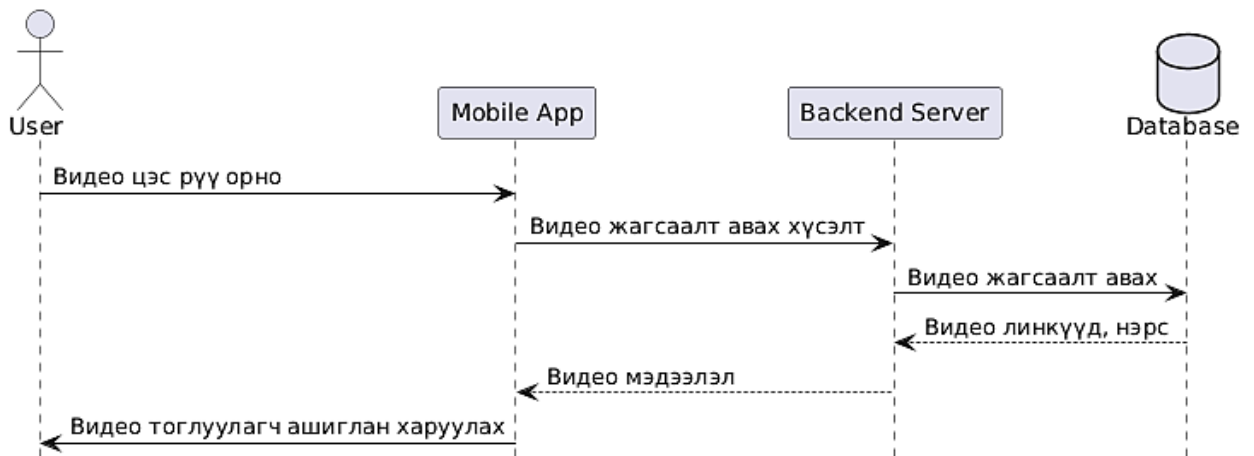 User
Mobile App
Backend Server
Database
Видео цэс рүү орно
Видео жагсаалт авах хүсэлт
Видео жагсаалт авах
Видео линкүүд, нэрс
Видео мэдээлэл
Видео тоглуулагч ашиглан харуулах